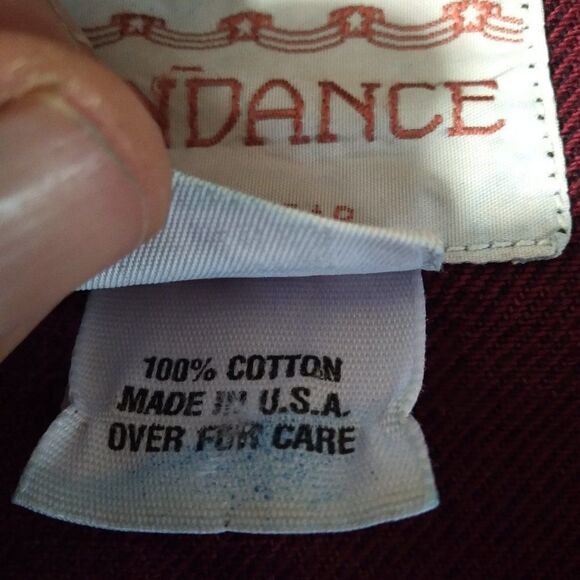 NDANCE
100% COTTON
MADE IN U.S.A.
OVER FOR CARE